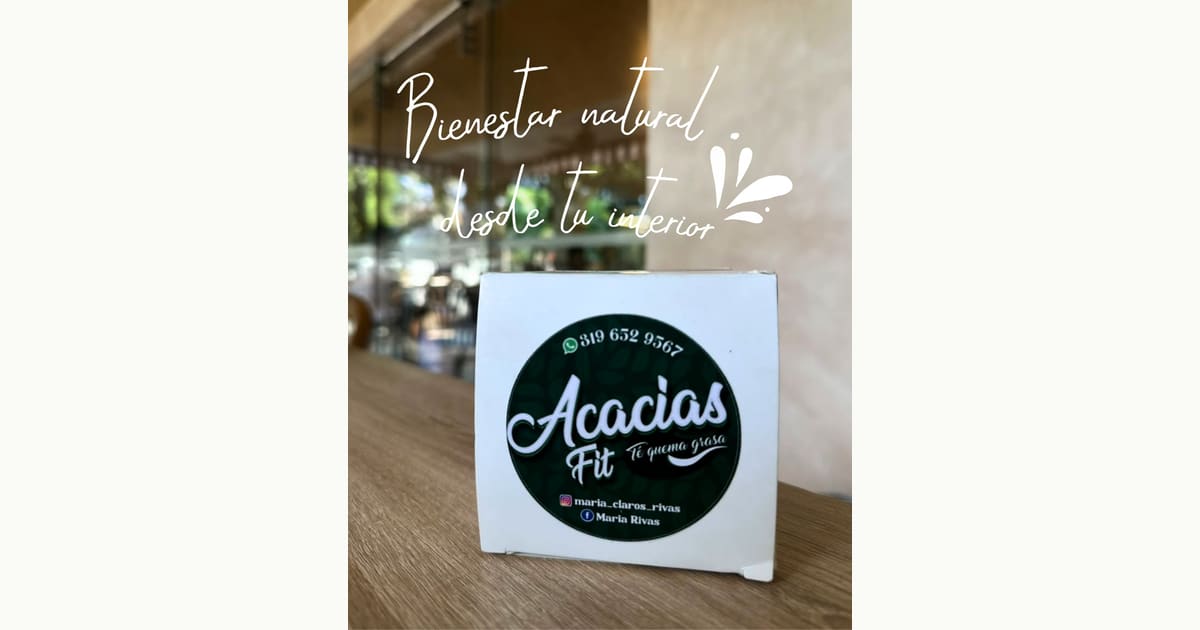 Bienestar natural
desde tu interior
319 652 9567
Acacias
Fit
Té quema grasa
maria_claros_rivas
Maria Rivas